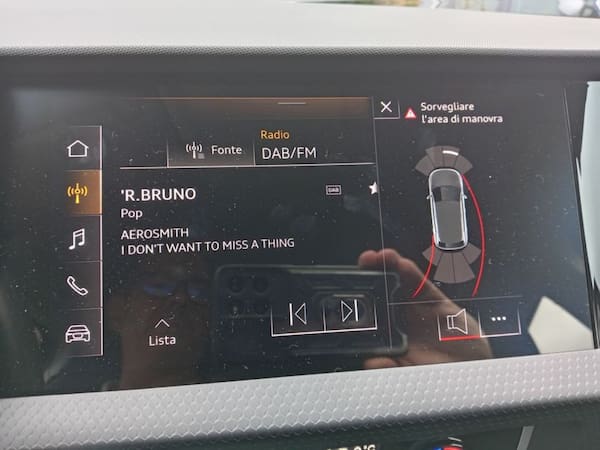 Sorvegliare
l'area di manovra
Radio
Fonte
DAB/FM
'R.BRUNO
DAB
Pop
AEROSMITH
I DON'T WANT TO MISS A THING
Lista